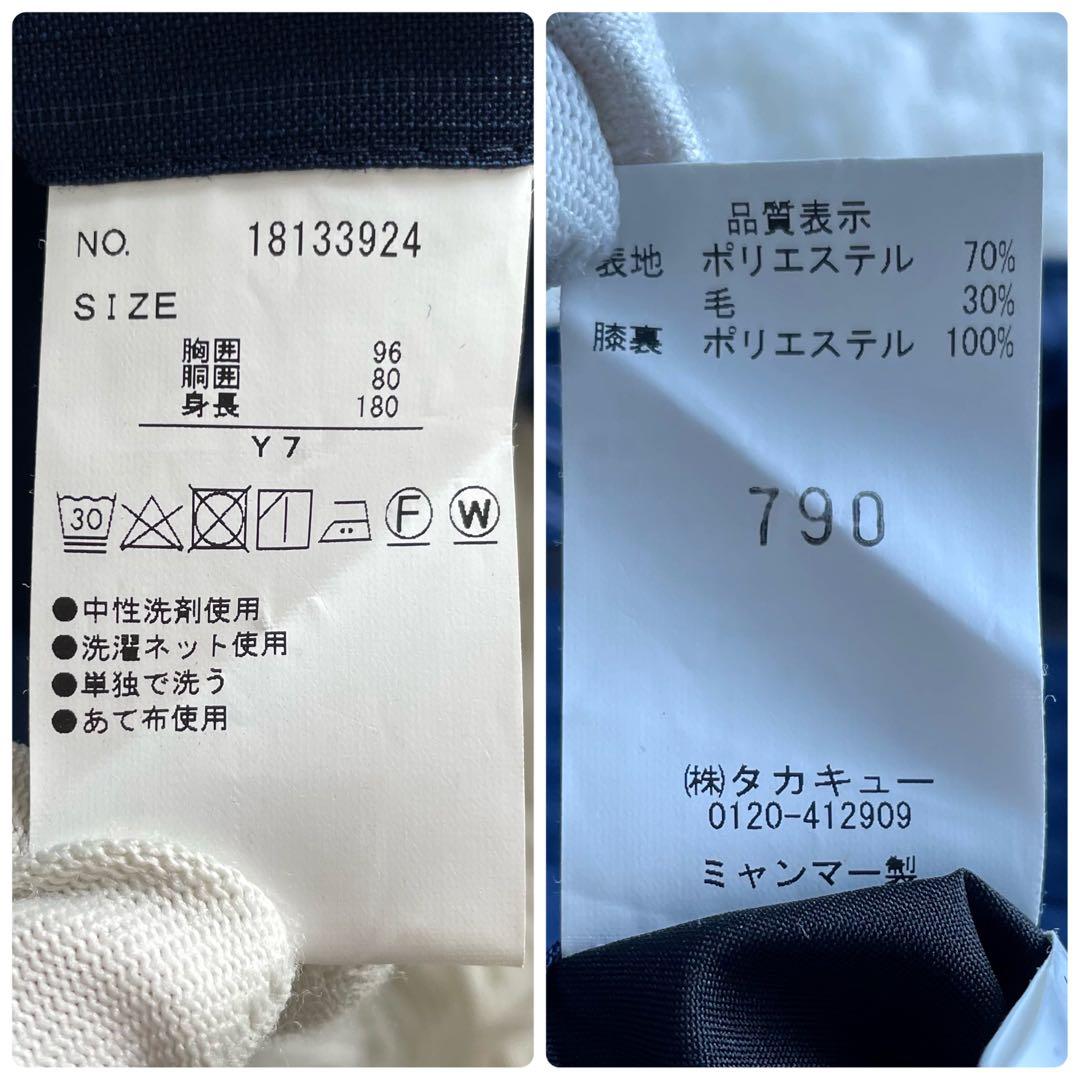 NO. 18133924
SIZE
胸囲 96
胴囲 80
身長 180
Y7
30 F W
●中性洗剤使用
●洗濯ネット使用
●単独で洗う
●あて布使用
品質表示
表地 ポリエステル 70%
毛 30%
膝裏 ポリエステル 100%
790
㈱タカキュー
0120-412909
ミャンマー製